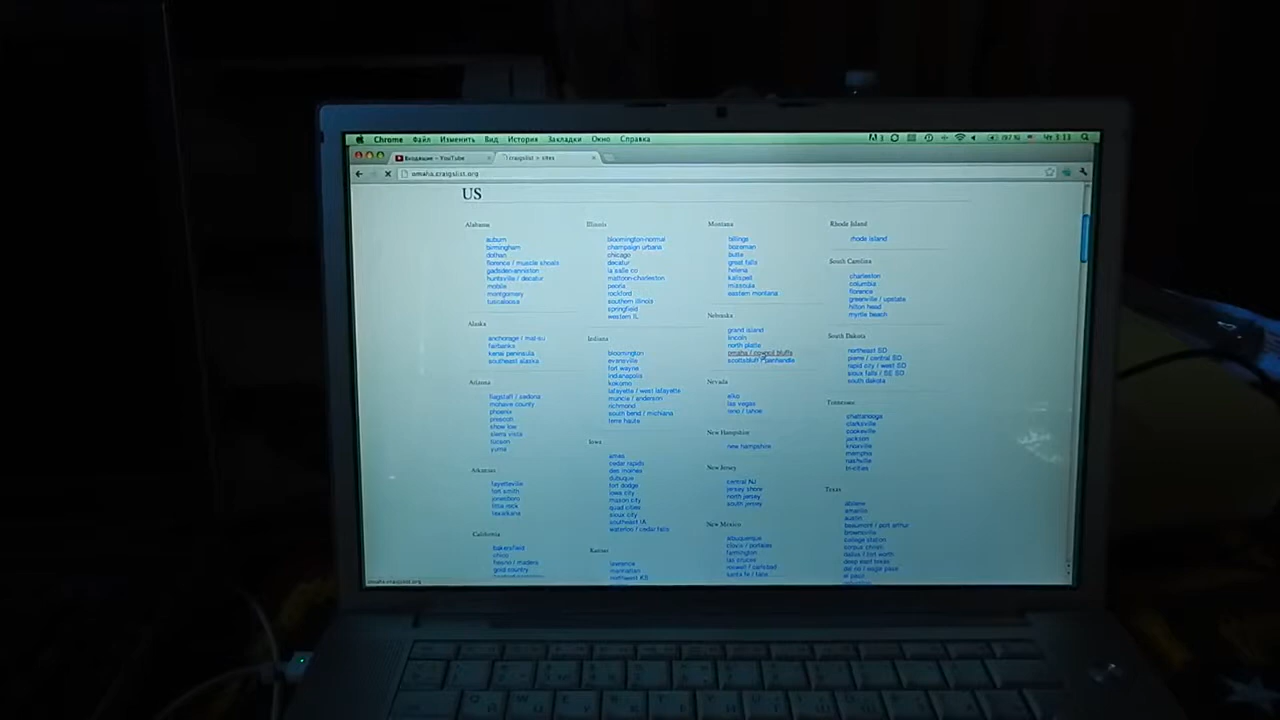 Chrome Файл Изменить Вид История Закладки Окно Справка
Входящие - YouTube
craigslist > sites
omaha.craigslist.org
US
Alabama
auburn
birmingham
dothan
florence / muscle shoals
gadsden-anniston
huntsville / decatur
mobile
montgomery
tuscaloosa
Alaska
anchorage / mat-su
fairbanks
kenai peninsula
southeast alaska
Arizona
flagstaff / sedona
mohave county
phoenix
prescott
show low
sierra vista
tucson
yuma
Arkansas
fayetteville
fort smith
jonesboro
little rock
texarkana
California
bakersfield
chico
fresno / madera
gold country
Illinois
bloomington-normal
champaign urbana
chicago
decatur
la salle co
mattoon-charleston
peoria
rockford
southern illinois
springfield
western IL
Indiana
bloomington
evansville
fort wayne
indianapolis
kokomo
lafayette / west lafayette
muncie / anderson
richmond
south bend / michiana
terre haute
Iowa
ames
cedar rapids
des moines
dubuque
fort dodge
iowa city
mason city
quad cities
sioux city
southeast IA
waterloo / cedar falls
Kansas
lawrence
manhattan
northwest KS
Montana
billings
bozeman
butte
great falls
helena
kalispell
missoula
eastern montana
Nebraska
grand island
lincoln
north platte
omaha / council bluffs
scottsbluff / panhandle
Nevada
elko
las vegas
reno / tahoe
New Hampshire
new hampshire
New Jersey
central NJ
jersey shore
north jersey
south jersey
New Mexico
albuquerque
clovis / portales
farmington
las cruces
roswell / carlsbad
santa fe / taos
Rhode Island
rhode island
South Carolina
charleston
columbia
florence
greenville / upstate
hilton head
myrtle beach
South Dakota
northeast SD
pierre / central SD
rapid city / west SD
sioux falls / SE SD
south dakota
Tennessee
chattanooga
clarksville
cookeville
jackson
knoxville
memphis
nashville
tri-cities
Texas
abilene
amarillo
austin
beaumont / port arthur
brownsville
college station
corpus christi
dallas / fort worth
deep east texas
del rio / eagle pass
el paso
omaha.craigslist.org